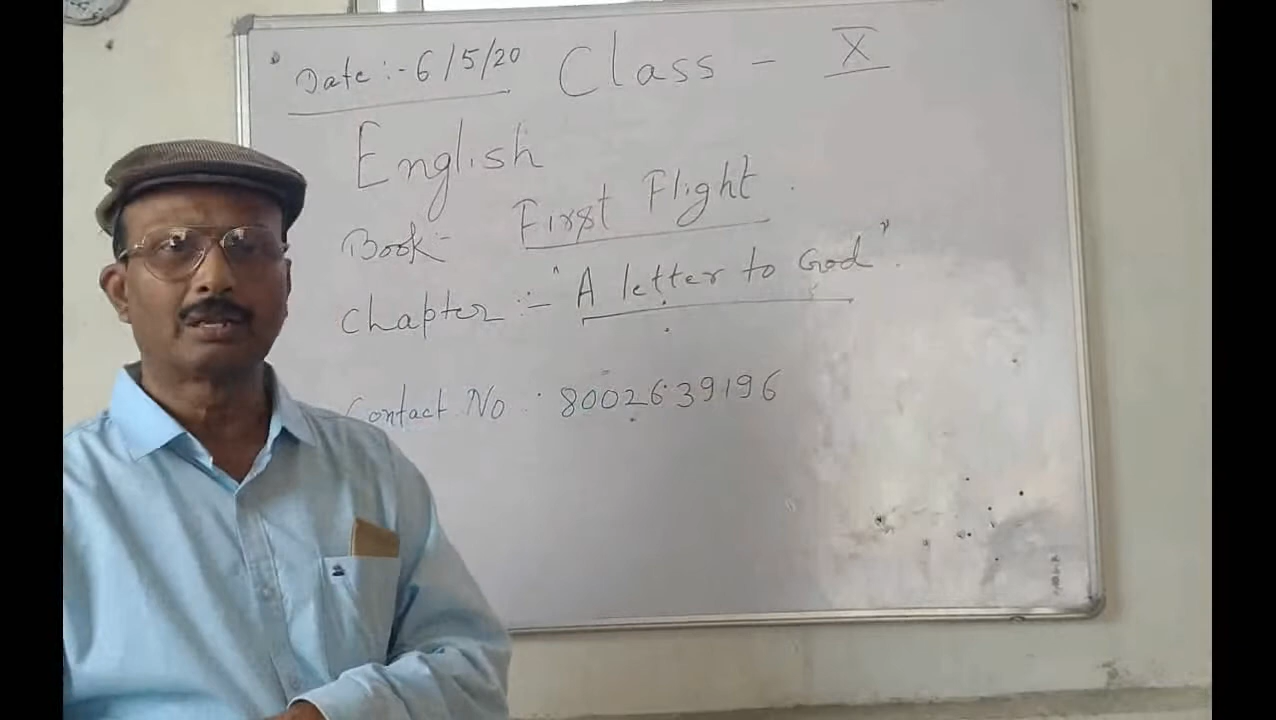 Date :- 6/5/20 Class - X
English
Book:- First Flight.
Chapter :- "A letter to God".
Contact No : 8002639196